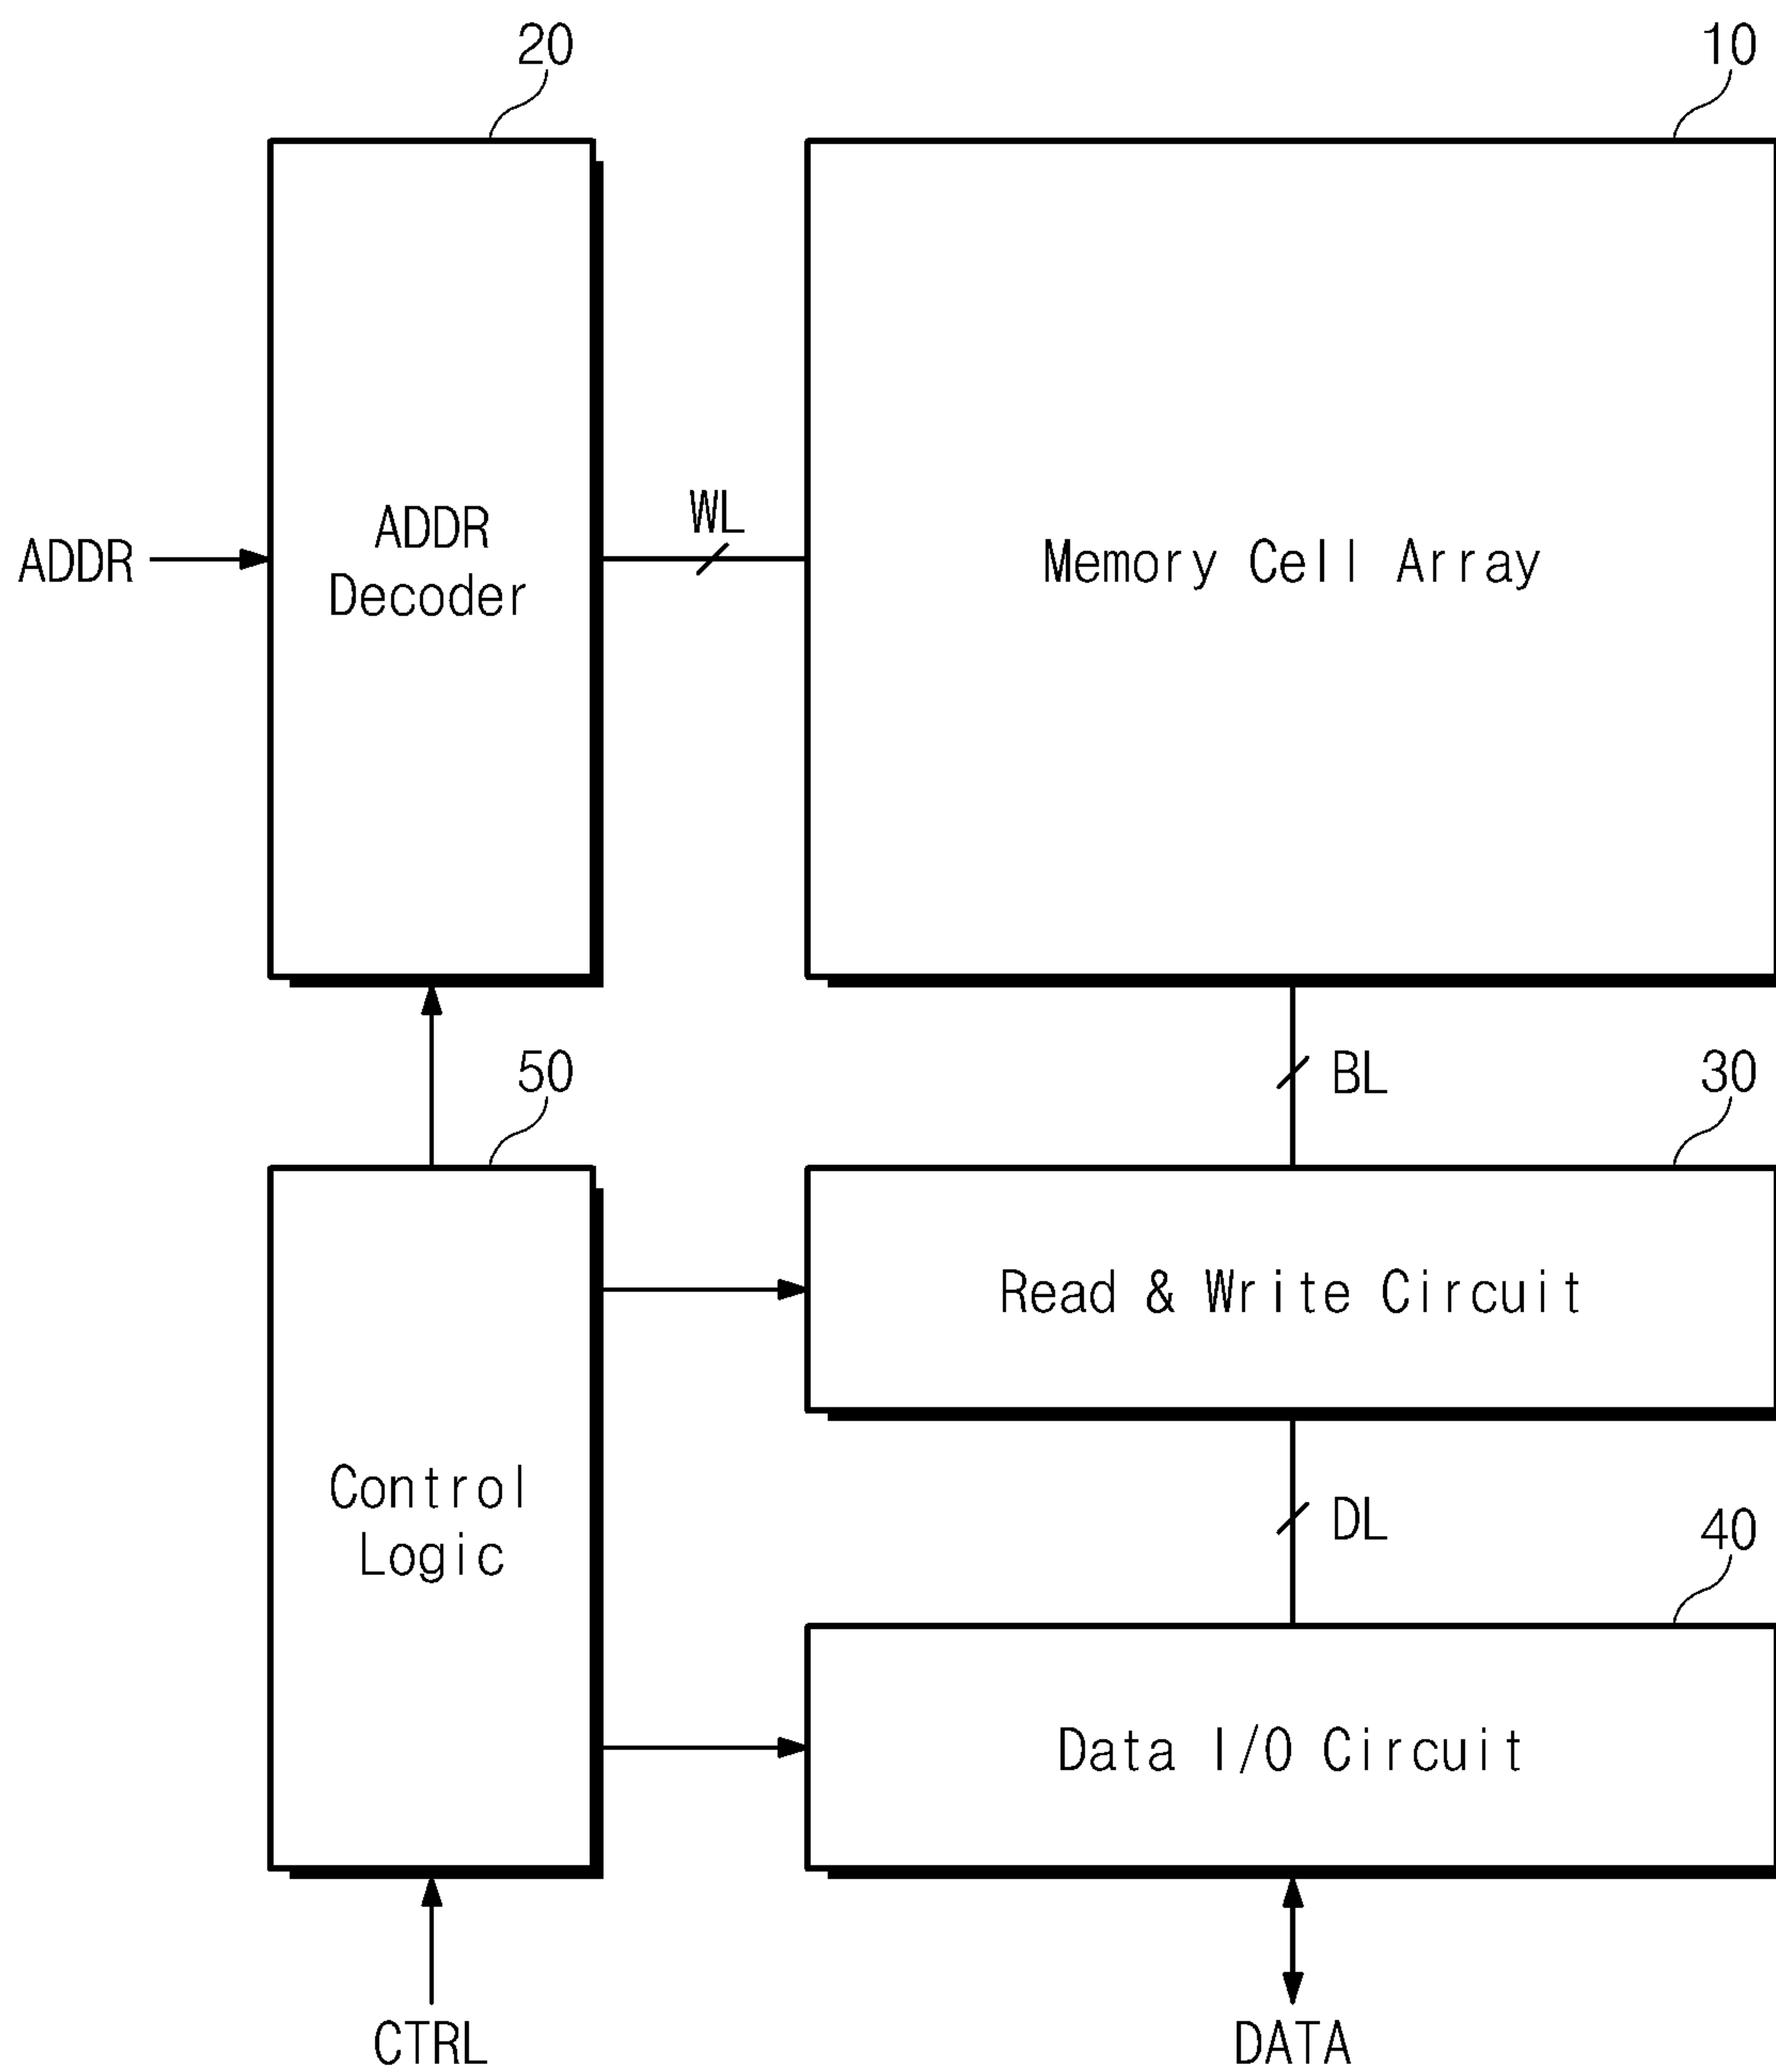 20
10
ADDR
ADDR
Decoder
WL
Memory Cell Array
50
BL
30
Read & Write Circuit
Control
Logic
DL
40
Data I/O Circuit
CTRL
DATA